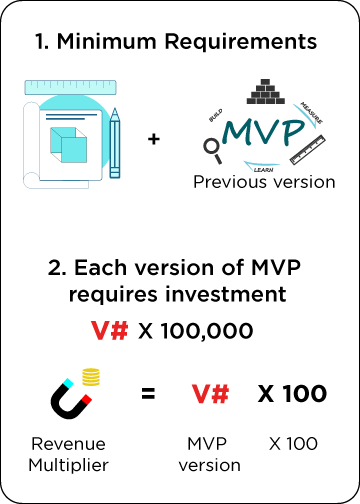 1. Minimum Requirements
BUILD
MEASURE
MVP
LEARN
+
Previous version
2. Each version of MVP
requires investment
V# X 100,000
= V# X 100
Revenue
Multiplier
MVP
version
X 100